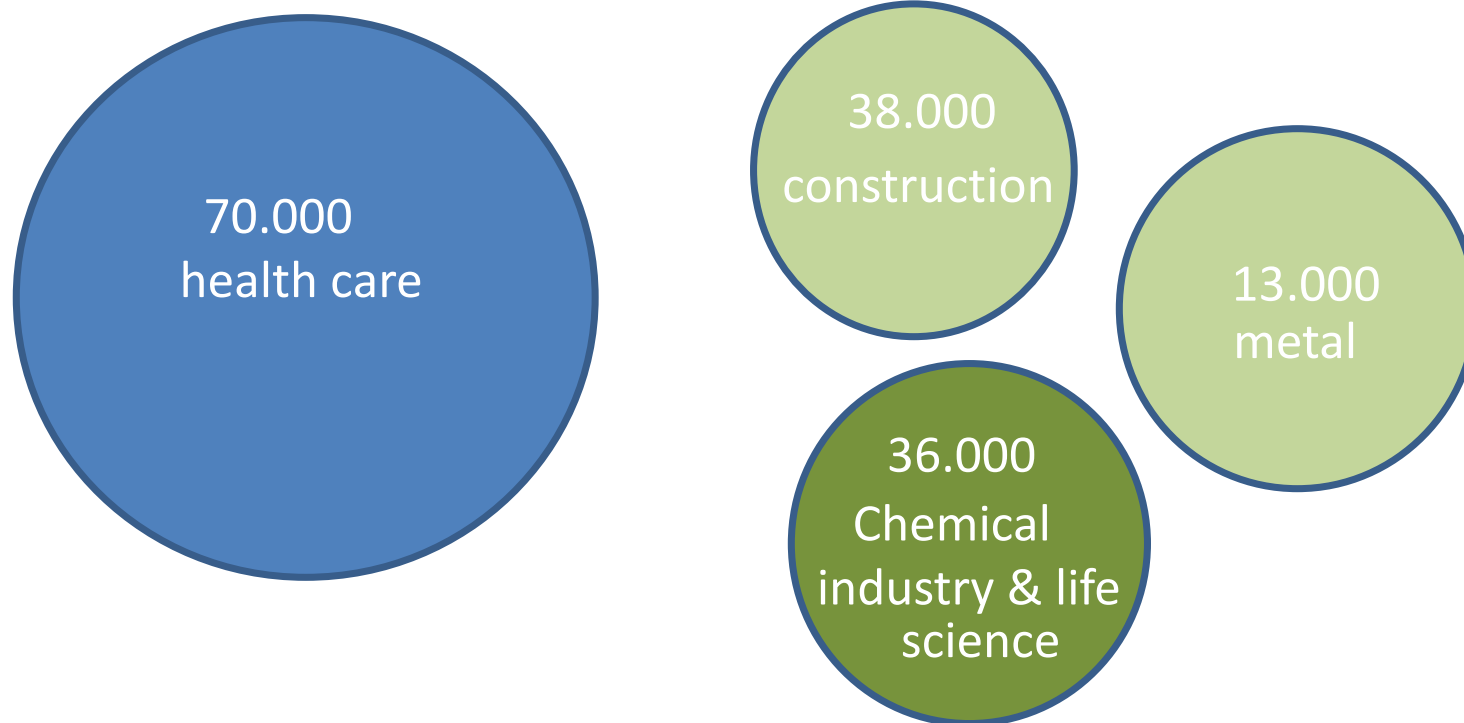 70.000
health care
38.000
construction
13.000
metal
36.000
Chemical
industry & life
science